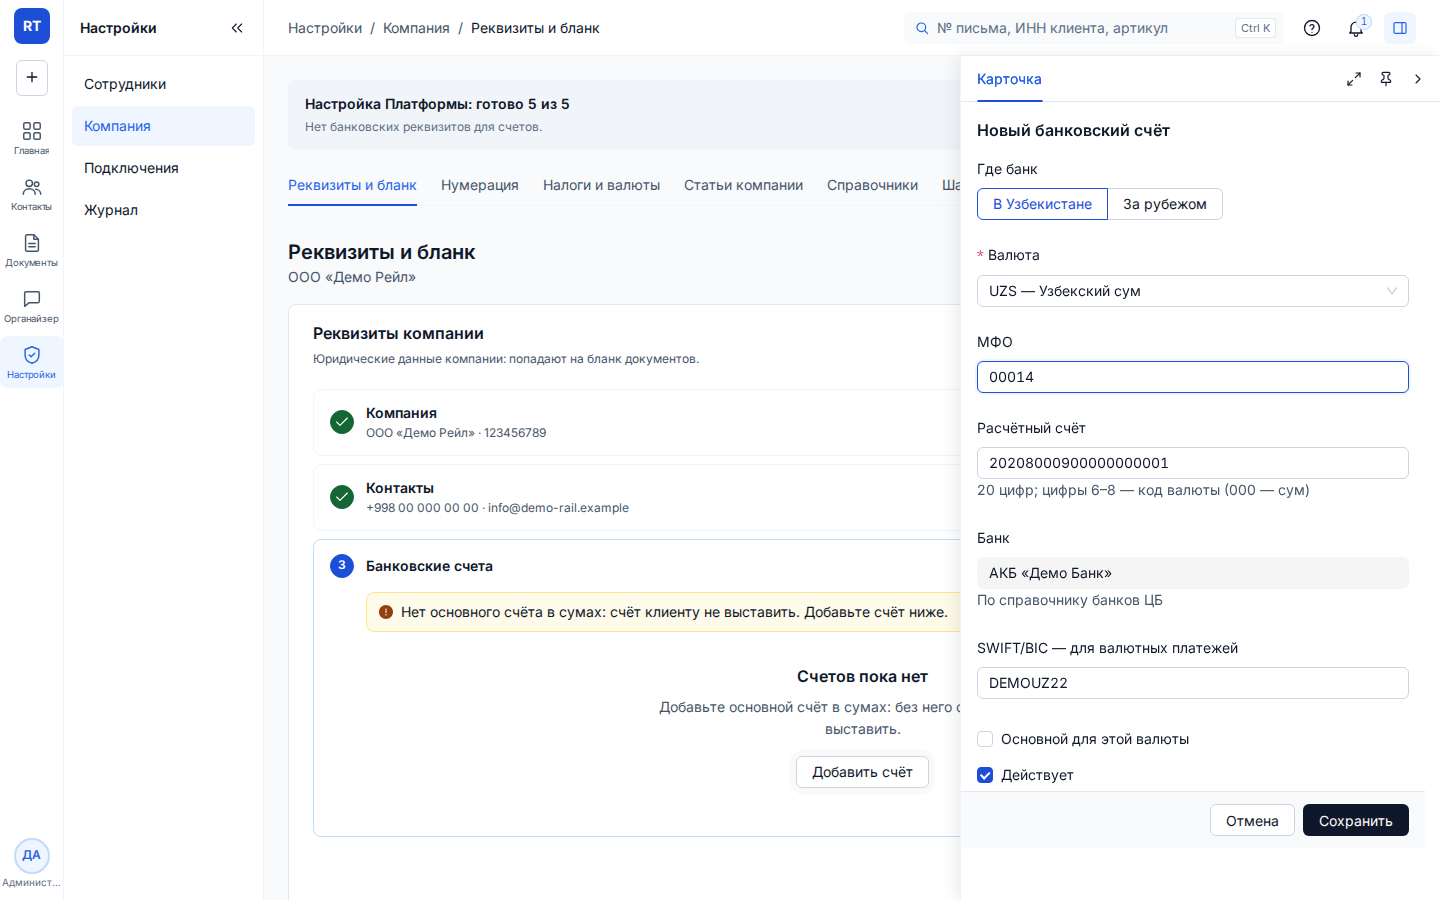 RT
Главная
Контакты
Документы
Органайзер
Настройки
ДА
Админист...
Настройки
Сотрудники
Компания
Подключения
Журнал
Настройки / Компания / Реквизиты и бланк
№ письма, ИНН клиента, артикул
Ctrl K
1
Настройка Платформы: готово 5 из 5
Нет банковских реквизитов для счетов.
Реквизиты и бланк
Нумерация
Налоги и валюты
Статьи компании
Справочники
Ша
Реквизиты и бланк
ООО «Демо Рейл»
Реквизиты компании
Юридические данные компании: попадают на бланк документов.
Компания
ООО «Демо Рейл» · 123456789
Контакты
+998 00 000 00 00 · info@demo-rail.example
3
Банковские счета
Нет основного счёта в сумах: счёт клиенту не выставить. Добавьте счёт ниже.
Счетов пока нет
Добавьте основной счёт в сумах: без него
выставить.
Добавить счёт
Карточка
Новый банковский счёт
Где банк
В Узбекистане
За рубежом
* Валюта
UZS — Узбекский сум
МФО
00014
Расчётный счёт
20208000900000000001
20 цифр; цифры 6–8 — код валюты (000 — сум)
Банк
АКБ «Демо Банк»
По справочнику банков ЦБ
SWIFT/BIC — для валютных платежей
DEMOUZ22
Основной для этой валюты
Действует
Отмена
Сохранить